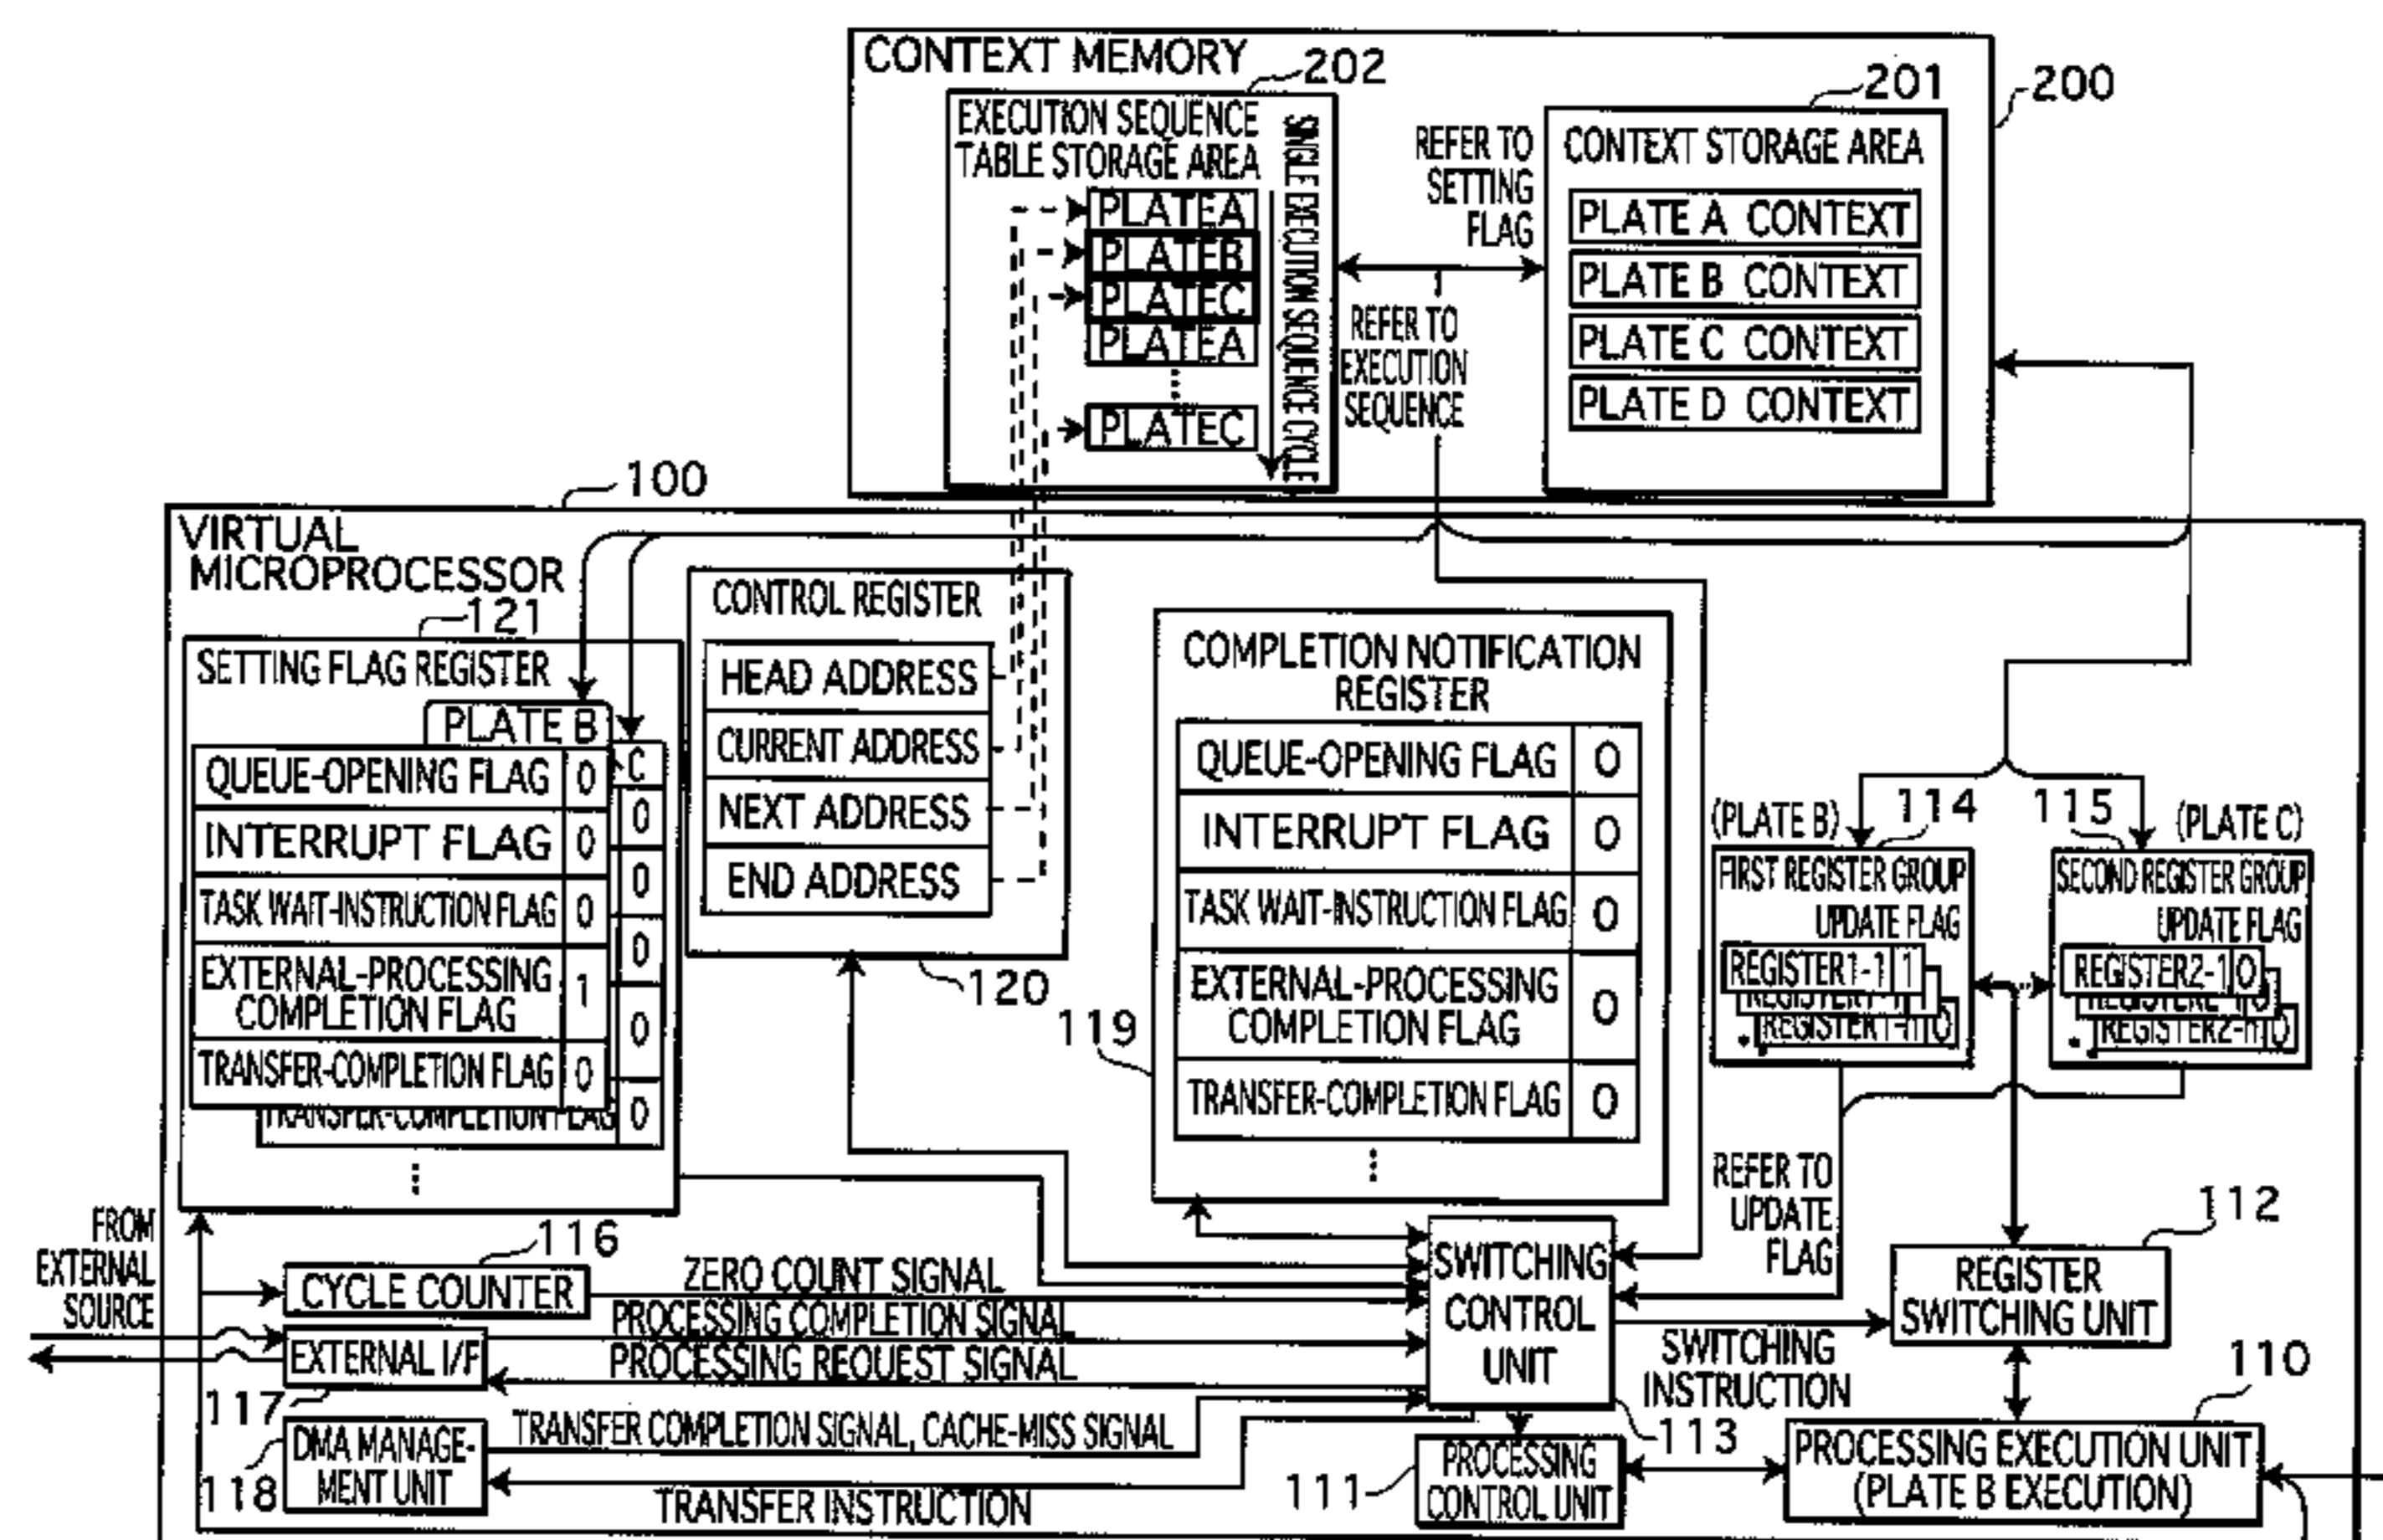 CONTEXT MEMORY
202
201
200
EXECUTION SEQUENCE
TABLE STORAGE AREA
PLATEA
PLATEB
PLATEC
PLATEA
PLATEC
SINGLE EXECUTION SEQUENCE CYCLE
REFER TO
SETTING
FLAG
REFER TO
EXECUTION
SEQUENCE
CONTEXT STORAGE AREA
PLATE A CONTEXT
PLATE B CONTEXT
PLATE C CONTEXT
PLATE D CONTEXT
100
VIRTUAL
MICROPROCESSOR
121
SETTING FLAG REGISTER
PLATE B
C
QUEUE-OPENING FLAG 0
INTERRUPT FLAG 0
0
TASK WAIT-INSTRUCTION FLAG 0
0
EXTERNAL-PROCESSING
COMPLETION FLAG 1
0
0
TRANSFER-COMPLETION FLAG 0
TRANSFER-COMPLETION FLAG 0
CONTROL REGISTER
HEAD ADDRESS
CURRENT ADDRESS
NEXT ADDRESS
END ADDRESS
120
COMPLETION NOTIFICATION
REGISTER
QUEUE-OPENING FLAG 0
INTERRUPT FLAG 0
TASK WAIT-INSTRUCTION FLAG 0
EXTERNAL-PROCESSING
COMPLETION FLAG 0
TRANSFER-COMPLETION FLAG 0
119
(PLATE B)
114
FIRST REGISTER GROUP
UPDATE FLAG
REGISTER1-1 1
REGISTER1-n 0
115
(PLATE C)
SECOND REGISTER GROUP
UPDATE FLAG
REGISTER2-1 0
REGISTER2-n 0
REFER TO
UPDATE
FLAG
112
REGISTER
SWITCHING UNIT
FROM
EXTERNAL
SOURCE
116
CYCLE COUNTER
ZERO COUNT SIGNAL
PROCESSING COMPLETION SIGNAL
EXTERNAL I/F
PROCESSING REQUEST SIGNAL
117
DMA MANAGE-
MENT UNIT
118
TRANSFER COMPLETION SIGNAL, CACHE-MISS SIGNAL
TRANSFER INSTRUCTION
SWITCHING
CONTROL
UNIT
113
SWITCHING
INSTRUCTION
111
PROCESSING
CONTROL UNIT
110
PROCESSING EXECUTION UNIT
(PLATE B EXECUTION)